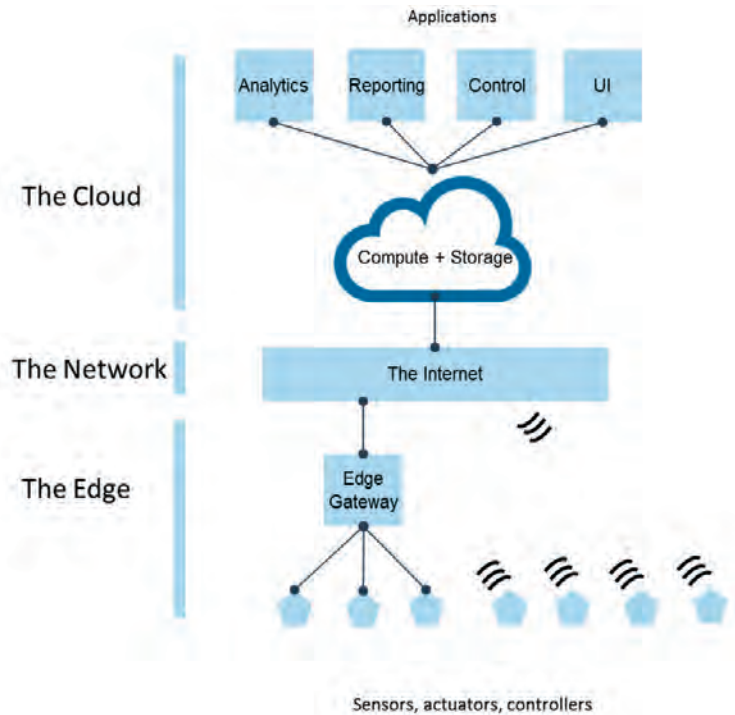 Applications
Analytics
Reporting
Control
UI
The Cloud
Compute + Storage
The Network
The Internet
The Edge
Edge
Gateway
Sensors, actuators, controllers